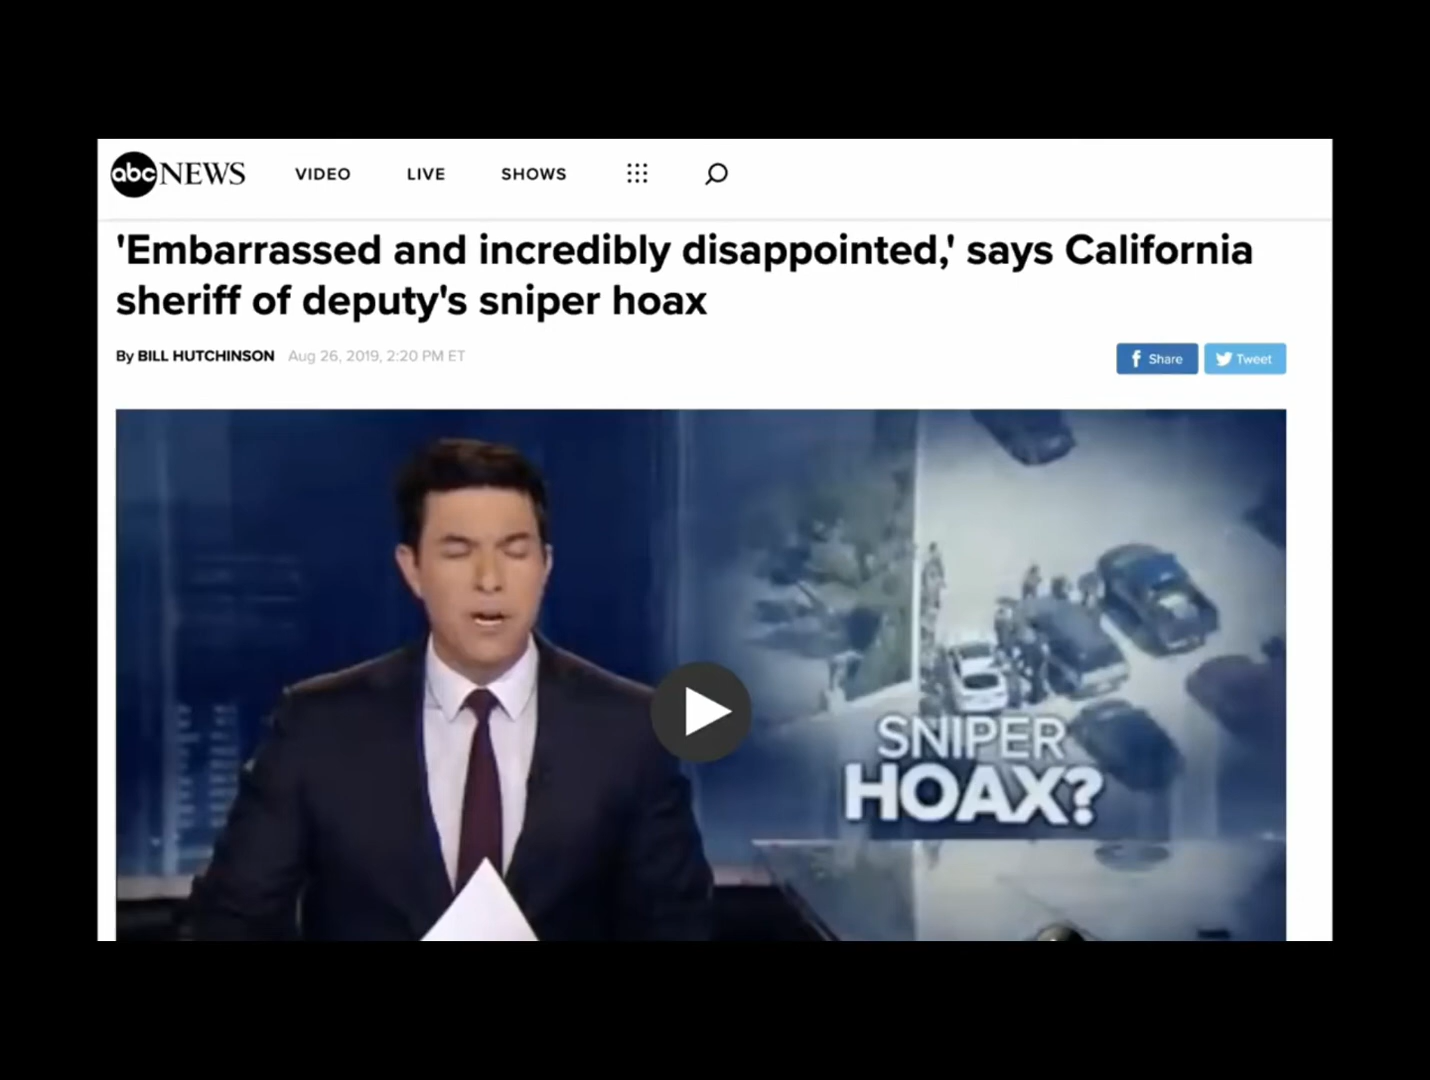 abc NEWS VIDEO LIVE SHOWS
'Embarrassed and incredibly disappointed,' says California
sheriff of deputy's sniper hoax
By BILL HUTCHINSON Aug 26, 2019, 2:20 PM ET
Share Tweet
SNIPER
HOAX?